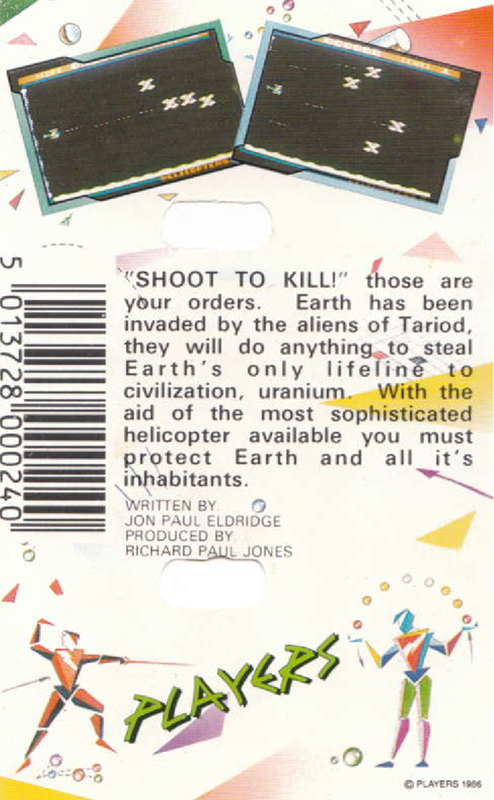 "SHOOT TO KILL!" those are
your orders. Earth has been
invaded by the aliens of Tariod,
they will do anything to steal
Earth's only lifeline to
civilization, uranium. With the
aid of the most sophisticated
helicopter available you must
protect Earth and all it's
inhabitants.
WRITTEN BY
JON PAUL ELDRIDGE
PRODUCED BY
RICHARD PAUL JONES
5 013728 000240
PLAYERS
© PLAYERS 1986